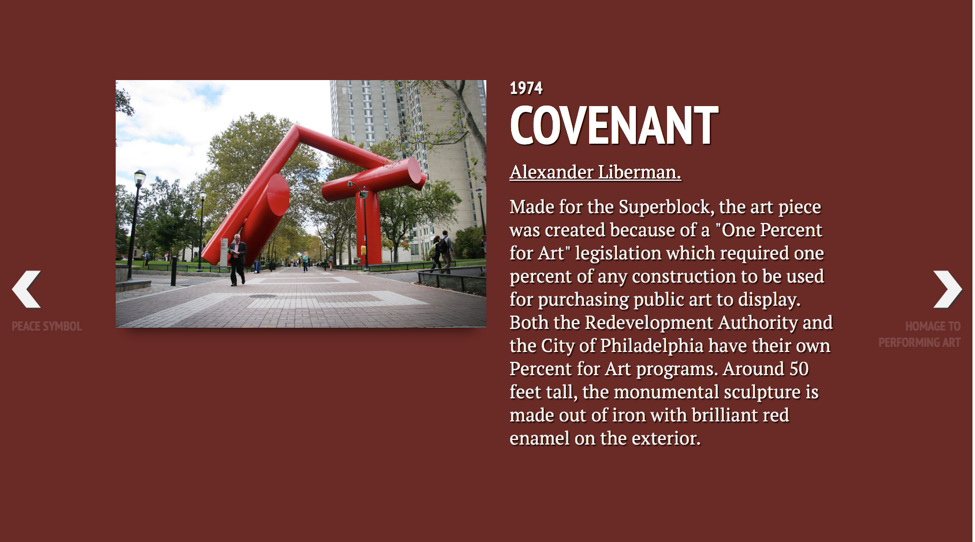 1974
COVENANT
Alexander Liberman.
Made for the Superblock, the art piece
was created because of a "One Percent
for Art" legislation which required one
percent of any construction to be used
for purchasing public art to display.
Both the Redevelopment Authority and
the City of Philadelphia have their own
Percent for Art programs. Around 50
feet tall, the monumental sculpture is
made out of iron with brilliant red
enamel on the exterior.
PEACE SYMBOL
HOMAGE TO
PERFORMING ART